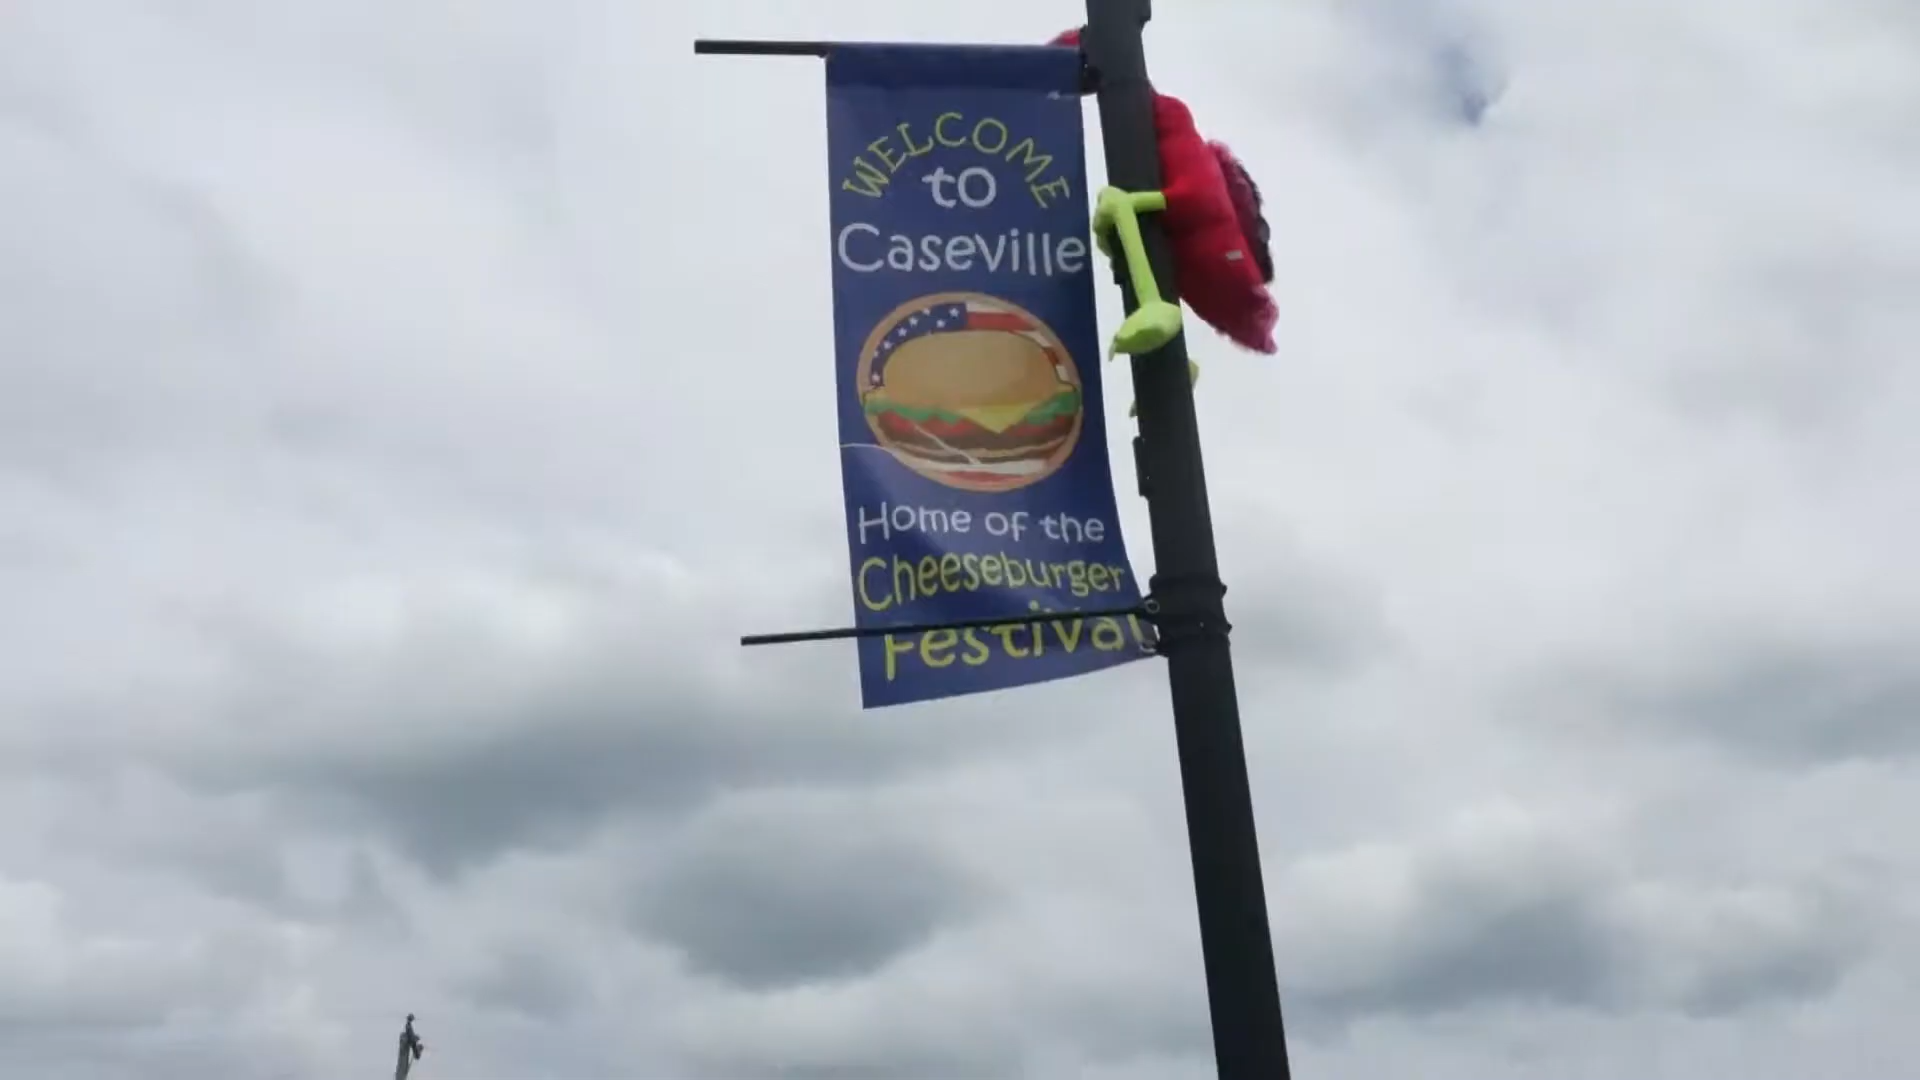 WELCOME
to
Caseville
Home of the
Cheeseburger
Festival